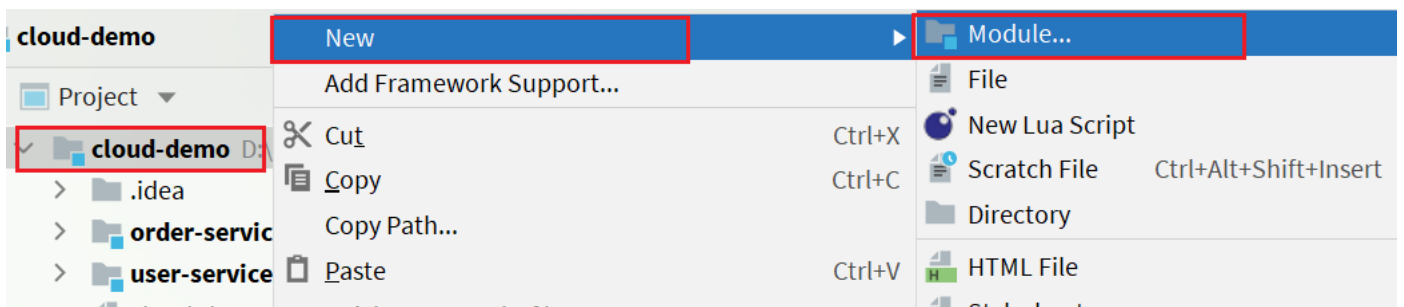 cloud-demo
Project
cloud-demo D:\
.idea
order-servic
user-service
New
Add Framework Support...
Cut Ctrl+X
Copy Ctrl+C
Copy Path...
Paste Ctrl+V
Module...
File
New Lua Script
Scratch File Ctrl+Alt+Shift+Insert
Directory
HTML File